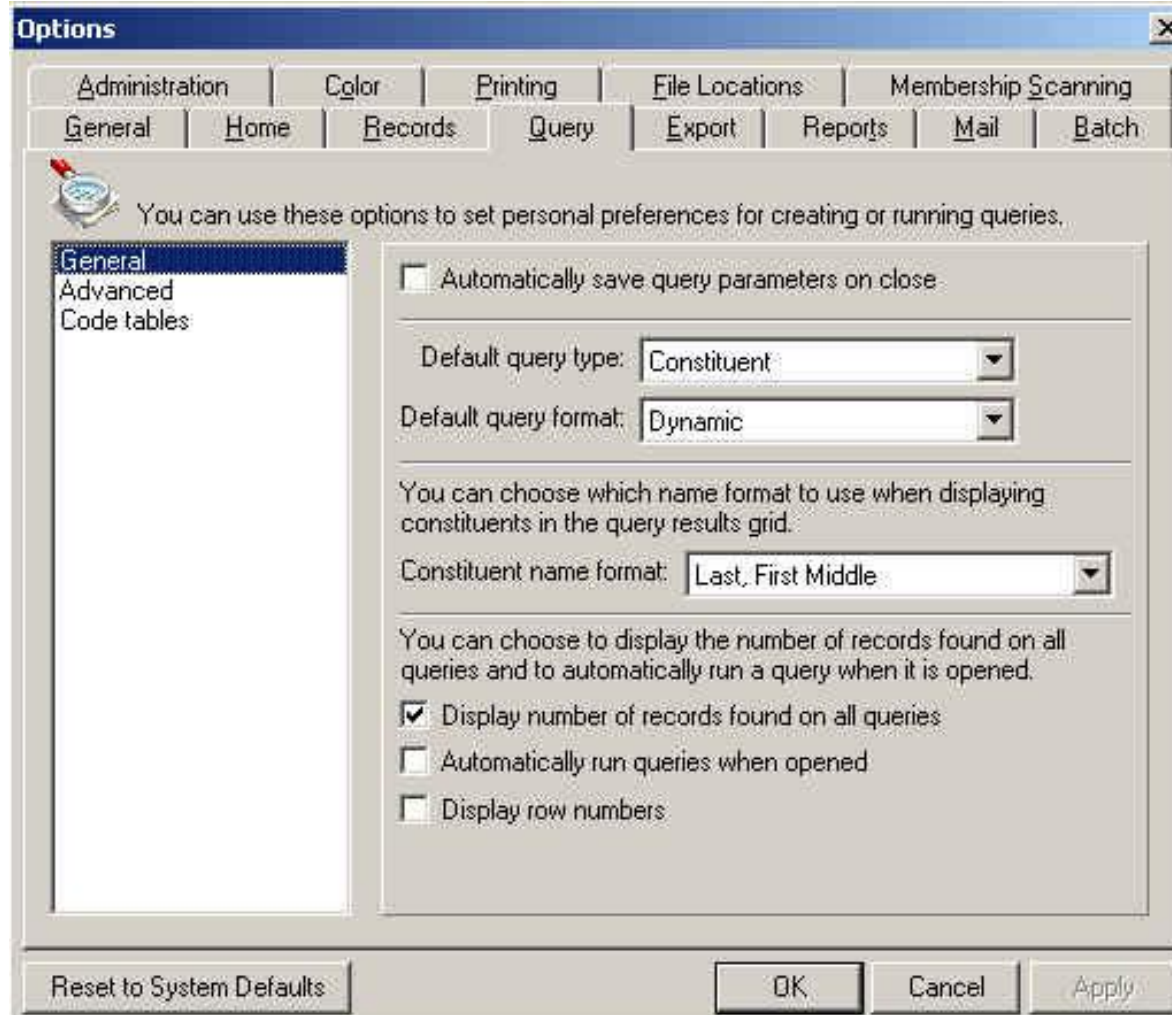 Options
Administration Color Printing File Locations Membership Scanning
General Home Records Query Export Reports Mail Batch
You can use these options to set personal preferences for creating or running queries.
General
Advanced
Code tables
Automatically save query parameters on close
Default query type: Constituent
Default query format: Dynamic
You can choose which name format to use when displaying
constituents in the query results grid.
Constituent name format: Last, First Middle
You can choose to display the number of records found on all
queries and to automatically run a query when it is opened.
Display number of records found on all queries
Automatically run queries when opened
Display row numbers
Reset to System Defaults OK Cancel Apply